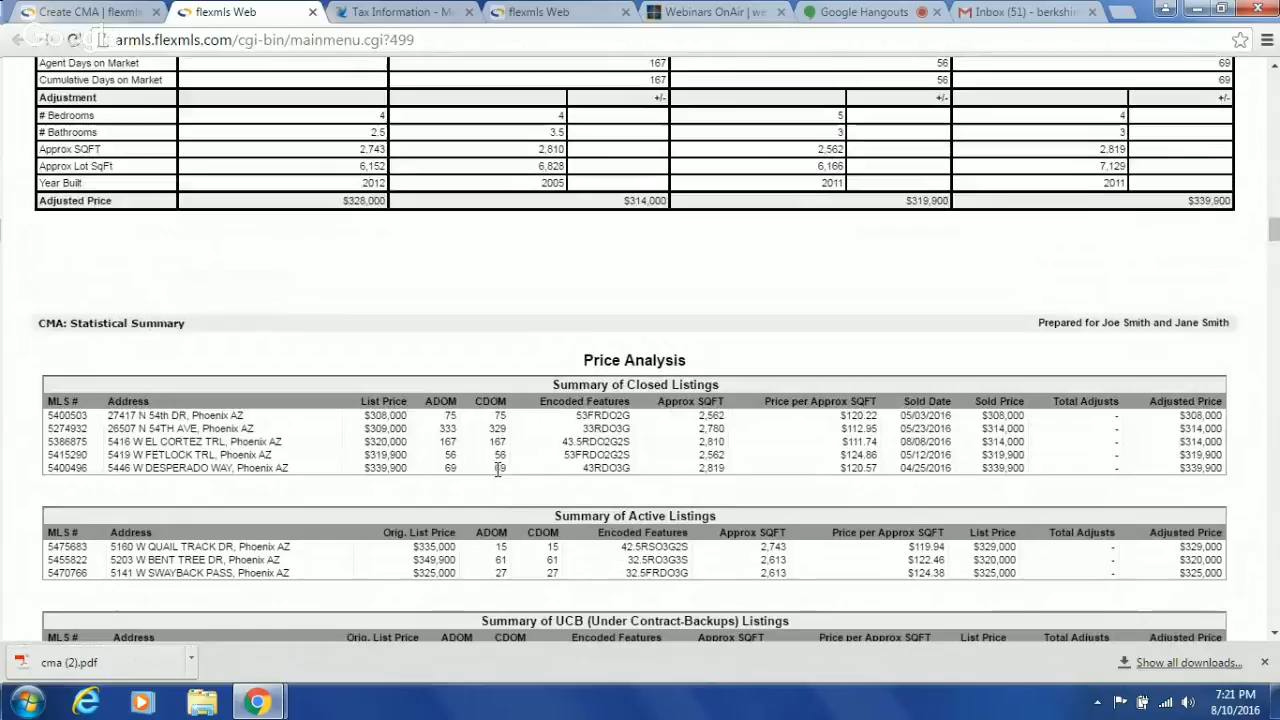 Create CMA | flexmls
flexmls Web
Tax Information - M
flexmls Web
Webinars OnAir | we
Google Hangouts
Inbox (51) - berkshir
armls.flexmls.com/cgi-bin/mainmenu.cgi?499
Agent Days on Market 167 56 69
Cumulative Days on Market 167 56 69
Adjustment +/- +/- +/-
# Bedrooms 4 4 5 4
# Bathrooms 2.5 3.5 3 3
Approx SQFT 2,743 2,810 2,562 2,819
Approx Lot SqFt 6,152 6,828 6,166 7,129
Year Built 2012 2005 2011 2011
Adjusted Price $328,000 $314,000 $319,900 $339,900
CMA: Statistical Summary Prepared for Joe Smith and Jane Smith
Price Analysis
Summary of Closed Listings
MLS # Address List Price ADOM CDOM Encoded Features Approx SQFT Price per Approx SQFT Sold Date Sold Price Total Adjusts Adjusted Price
5400503 27417 N 54th DR, Phoenix AZ $308,000 75 75 53FRDO2G 2,562 $120.22 05/03/2016 $308,000 - $308,000
5274932 26507 N 54TH AVE, Phoenix AZ $309,000 333 329 33RDO3G 2,780 $112.95 05/23/2016 $314,000 - $314,000
5386875 5416 W EL CORTEZ TRL, Phoenix AZ $320,000 167 167 43.5RDO2G2S 2,810 $111.74 08/08/2016 $314,000 - $314,000
5415290 5419 W FETLOCK TRL, Phoenix AZ $319,900 56 56 53FRDO2G2S 2,562 $124.86 05/12/2016 $319,900 - $319,900
5400496 5446 W DESPERADO WAY, Phoenix AZ $339,900 69 69 43RDO3G 2,819 $120.57 04/25/2016 $339,900 - $339,900
Summary of Active Listings
MLS # Address Orig. List Price ADOM CDOM Encoded Features Approx SQFT Price per Approx SQFT List Price Total Adjusts Adjusted Price
5475683 5160 W QUAIL TRACK DR, Phoenix AZ $335,000 15 15 42.5RSO3G2S 2,743 $119.94 $329,000 - $329,000
5455822 5203 W BENT TREE DR, Phoenix AZ $349,900 61 61 32.5RO3G3S 2,613 $122.46 $320,000 - $320,000
5470766 5141 W SWAYBACK PASS, Phoenix AZ $325,000 27 27 32.5FRDO3G 2,613 $124.38 $325,000 - $325,000
Summary of UCB (Under Contract-Backups) Listings
MLS # Address Orig. List Price ADOM CDOM Encoded Features Approx SQFT Price per Approx SQFT List Price Total Adjusts Adjusted Price
cma (2).pdf Show all downloads...
7:21 PM
8/10/2016